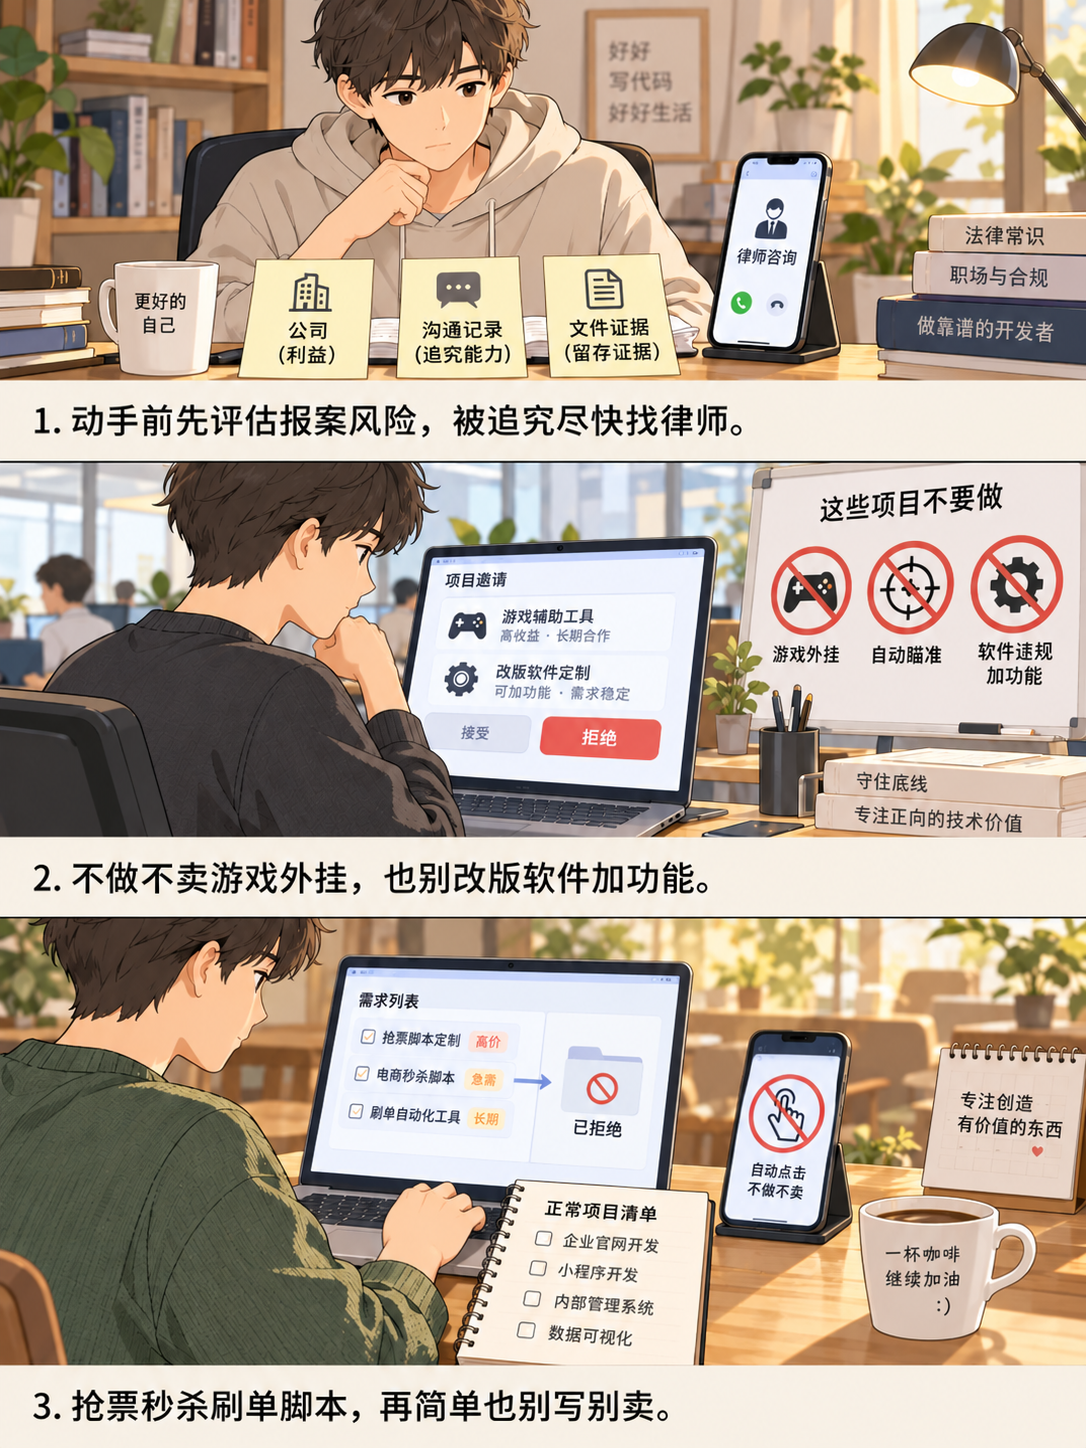 好好
写代码
好好生活
律师咨询
法律常识
职场与合规
做靠谱的开发者
更好的
自己
公司
(利益)
沟通记录
(追究能力)
文件证据
(留存证据)
1. 动手前先评估报案风险，被追究尽快找律师。
这些项目不要做
项目邀请
游戏辅助工具
高收益 · 长期合作
改版软件定制
可加功能 · 需求稳定
接受
拒绝
游戏外挂
自动瞄准
软件违规
加功能
守住底线
专注正向的技术价值
2. 不做不卖游戏外挂，也别改版软件加功能。
需求列表
抢票脚本定制 高价
电商秒杀脚本 急需
刷单自动化工具 长期
已拒绝
自动点击
不做不卖
专注创造
有价值的东西
正常项目清单
企业官网开发
小程序开发
内部管理系统
数据可视化
一杯咖啡
继续加油
:)
3. 抢票秒杀刷单脚本，再简单也别写别卖。